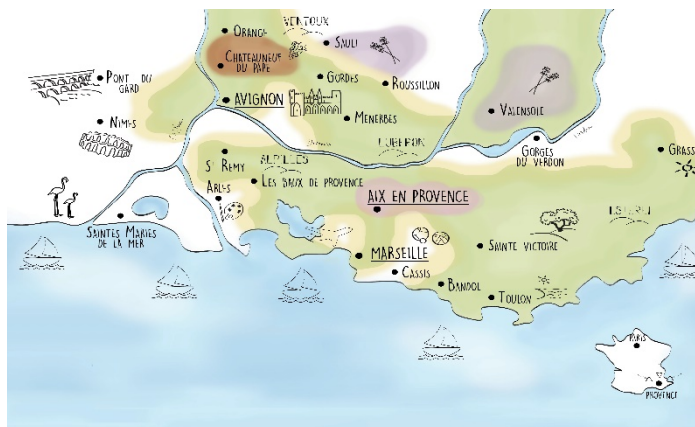 ORANGE
VENTOUX
SAULT
CHATEAUNEUF
DU PAPE
GORDES
ROUSSILLON
PONT DU
GARD
AVIGNON
MENERBES
VALENSOLE
NIMES
LUBERON
GORGES
DU VERDON
GRASS
ST REMY
ALPILLES
LES BAUX DE PROVENCE
ARLES
AIX EN PROVENCE
SAINTES MARIES
DE LA MER
ESTEREL
MARSEILLE
SAINTE VICTOIRE
CASSIS
BANDOL
TOULON
PARIS
PROVENCE